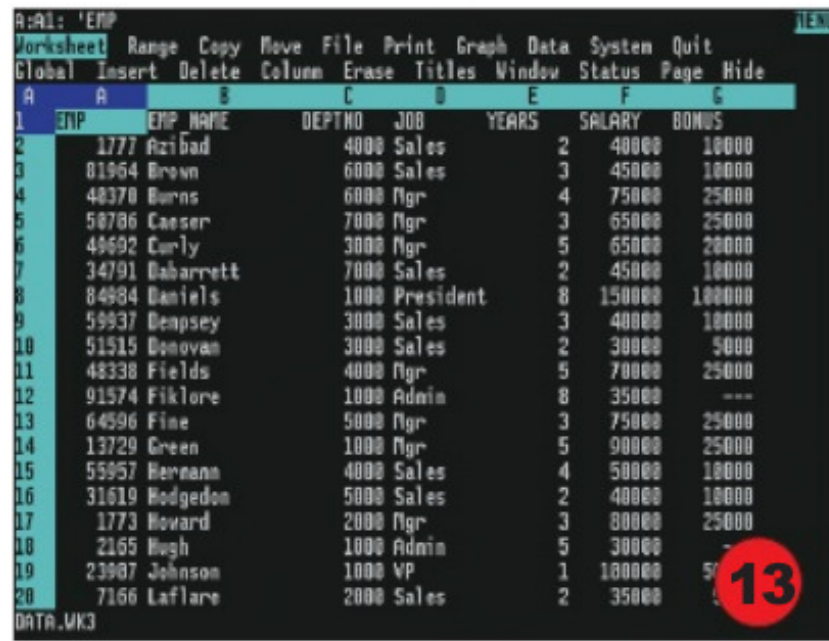 A:A1: 'EMP MENU
Worksheet Range Copy Move File Print Graph Data System Quit
Global Insert Delete Column Erase Titles Window Status Page Hide
A A B C D E F G
1 EMP EMP_NAME DEPTNO JOB YEARS SALARY BONUS
2 1777 Azibad 4000 Sales 2 40000 10000
3 81964 Brown 6000 Sales 3 45000 10000
4 40370 Burns 6000 Mgr 4 75000 25000
5 50706 Caeser 7000 Mgr 3 65000 25000
6 49692 Curly 3000 Mgr 5 65000 20000
7 34791 Dabarrett 7000 Sales 2 45000 10000
8 84984 Daniels 1000 President 8 150000 100000
9 59937 Dempsey 3000 Sales 3 40000 10000
10 51515 Donovan 3000 Sales 2 30000 5000
11 48338 Fields 4000 Mgr 5 70000 25000
12 91574 Fiklore 1000 Admin 8 35000 ---
13 64596 Fine 5000 Mgr 3 75000 25000
14 13729 Green 1000 Mgr 5 90000 25000
15 55957 Hermann 4000 Sales 4 50000 10000
16 31619 Hodgedon 5000 Sales 2 40000 10000
17 1773 Howard 2000 Mgr 3 80000 25000
18 2165 Hugh 1000 Admin 5 30000
19 23907 Johnson 1000 VP 1 100000
20 7166 Laflare 2000 Sales 2 35000
DATA.WK3
13